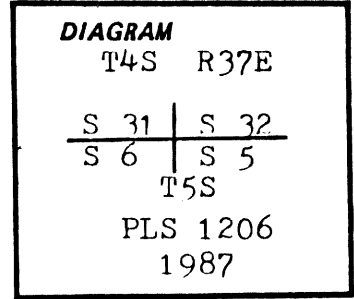 DIAGRAM
T4S R37E
S 31 S 32
S 6 S 5
T5S
PLS 1206
1987